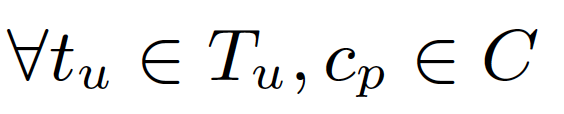 ∀t_u ∈ T_u, c_p ∈ C